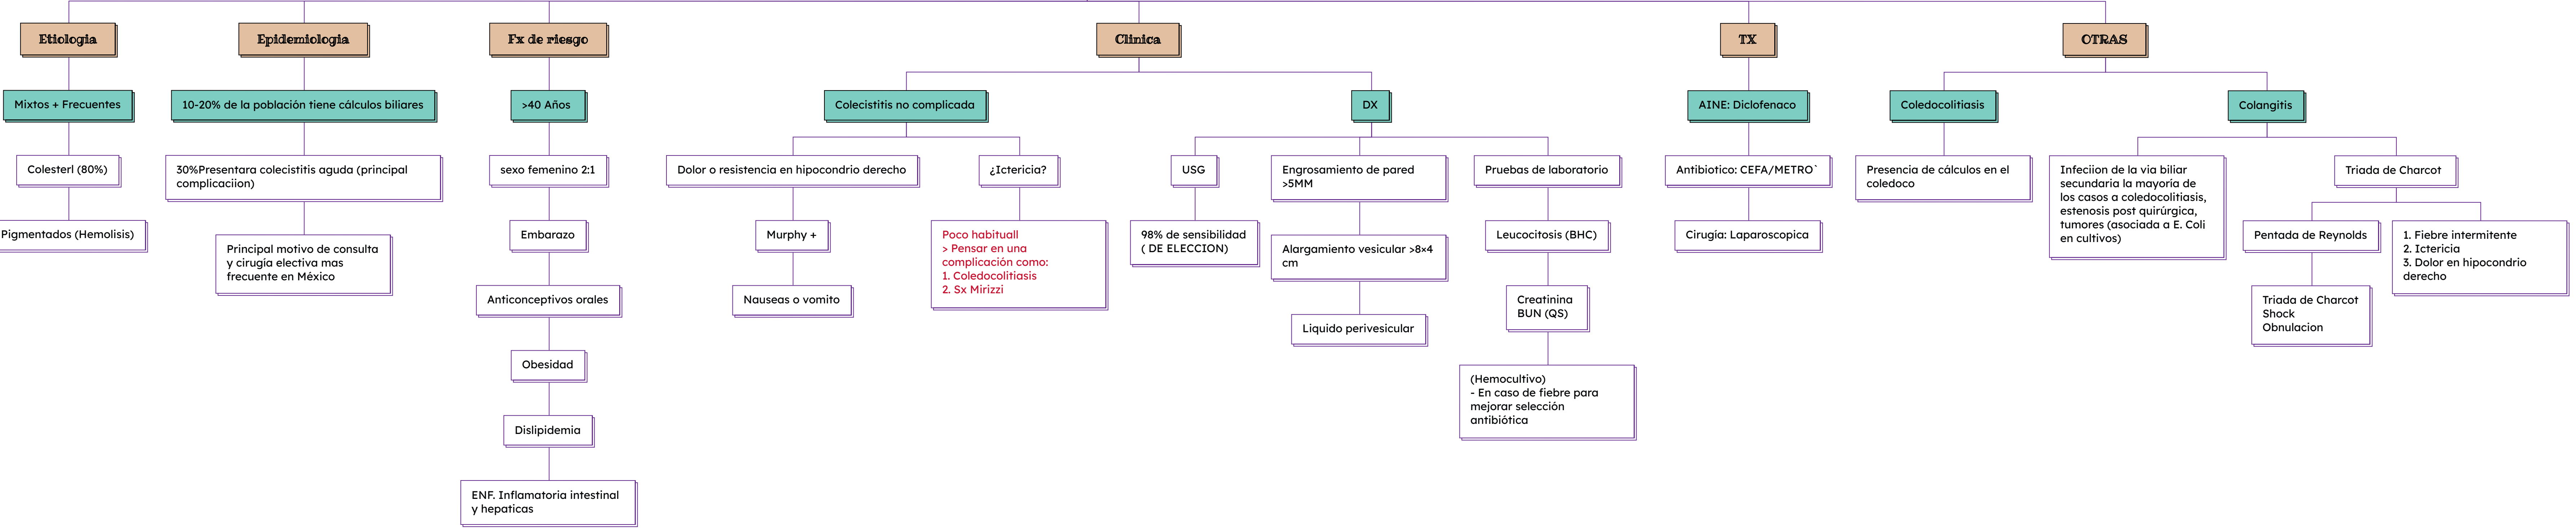 Etiologia
Mixtos + Frecuentes
Colesterl (80%)
Pigmentados (Hemolisis)
Epidemiologia
10-20% de la población tiene cálculos biliares
30%Presentara colecistitis aguda (principal
complicaciion)
Principal motivo de consulta
y cirugía electiva mas
frecuente en México
Fx de riesgo
>40 Años
sexo femenino 2:1
Embarazo
Anticonceptivos orales
Obesidad
Dislipidemia
ENF. Inflamatoria intestinal
y hepaticas
Clinica
Colecistitis no complicada
Dolor o resistencia en hipocondrio derecho
Murphy +
Nauseas o vomito
¿Ictericia?
Poco habituall
> Pensar en una
complicación como:
1. Coledocolitiasis
2. Sx Mirizzi
DX
USG
98% de sensibilidad
( DE ELECCION)
Engrosamiento de pared
>5MM
Alargamiento vesicular >8×4
cm
Liquido perivesicular
Pruebas de laboratorio
Leucocitosis (BHC)
Creatinina
BUN (QS)
(Hemocultivo)
- En caso de fiebre para
mejorar selección
antibiótica
TX
AINE: Diclofenaco
Antibiotico: CEFA/METRO`
Cirugia: Laparoscopica
OTRAS
Coledocolitiasis
Presencia de cálculos en el
coledoco
Colangitis
Infeciion de la via biliar
secundaria la mayoría de
los casos a coledocolitiasis,
estenosis post quirúrgica,
tumores (asociada a E. Coli
en cultivos)
Triada de Charcot
Pentada de Reynolds
Triada de Charcot
Shock
Obnulacion
1. Fiebre intermitente
2. Ictericia
3. Dolor en hipocondrio
derecho